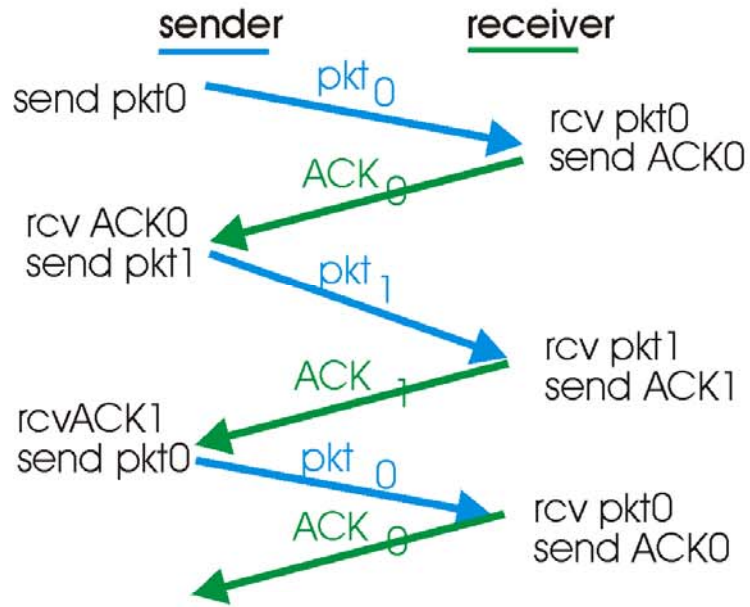 sender receiver
pkt0
send pkt0
rcv pkt0
send ACK0
ACK0
rcv ACK0
send pkt1
pkt1
rcv pkt1
send ACK1
ACK1
rcvACK1
send pkt0
pkt0
rcv pkt0
send ACK0
ACK0